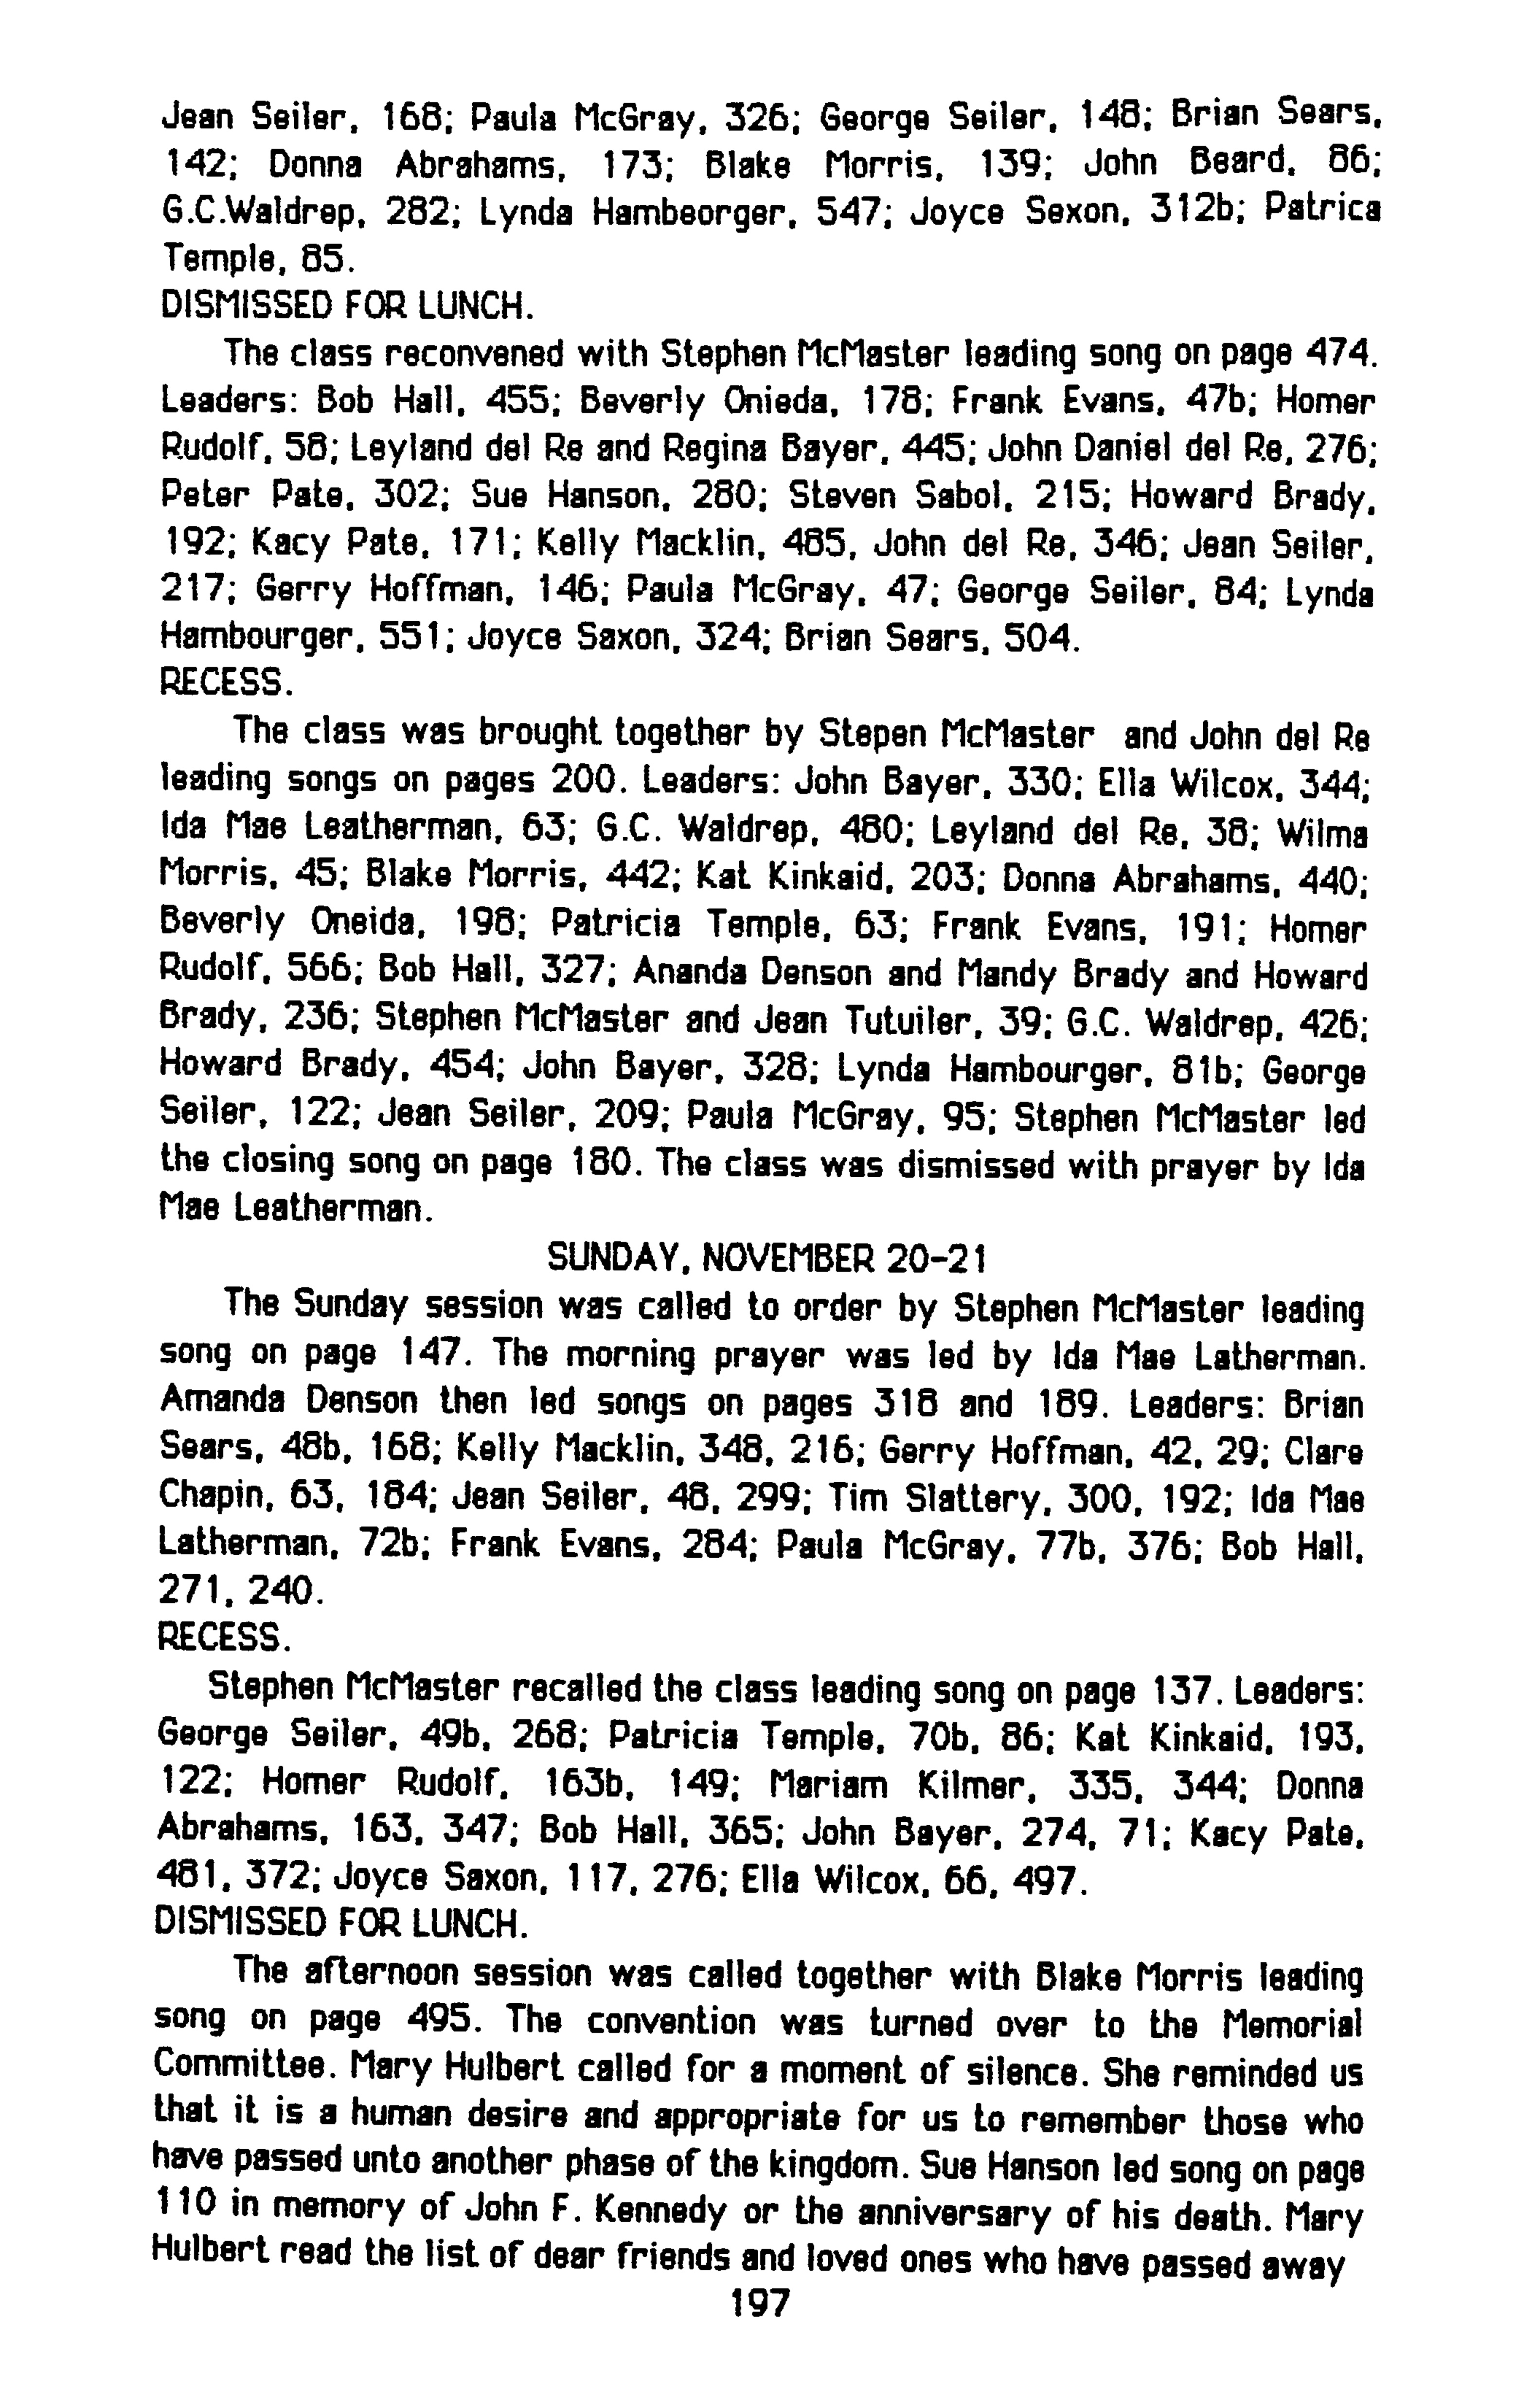 Jean Seiler, 168; Paula McGray, 326; George Seiler, 148; Brian Sears,
142; Donna Abrahams, 173; Blake Morris, 139; John Beard, 86;
G.C.Waldrep, 282; Lynda Hambeorger, 547; Joyce Sexon, 312b; Patrica
Temple, 85.
DISMISSED FOR LUNCH.
The class reconvened with Stephen McMaster leading song on page 474.
Leaders: Bob Hall, 455; Beverly Onieda, 178; Frank Evans, 47b; Homer
Rudolf, 58; Leyland del Re and Regina Bayer, 445; John Daniel del Re, 276;
Peter Pate, 302; Sue Hanson, 280; Steven Sabol, 215; Howard Brady,
192; Kacy Pate, 171; Kelly Macklin, 485, John del Re, 346; Jean Seiler,
217; Gerry Hoffman, 146; Paula McGray, 47; George Seiler, 84; Lynda
Hambourger, 551; Joyce Saxon, 324; Brian Sears, 504.
RECESS.
The class was brought together by Stepen McMaster and John del Re
leading songs on pages 200. Leaders: John Bayer, 330; Ella Wilcox, 344;
Ida Mae Leatherman, 63; G.C. Waldrep, 480; Leyland del Re, 38; Wilma
Morris, 45; Blake Morris, 442; Kat Kinkaid, 203; Donna Abrahams, 440;
Beverly Oneida, 198; Patricia Temple, 63; Frank Evans, 191; Homer
Rudolf, 566; Bob Hall, 327; Ananda Denson and Mandy Brady and Howard
Brady, 236; Stephen McMaster and Jean Tutuiler, 39; G.C. Waldrep, 426;
Howard Brady, 454; John Bayer, 328; Lynda Hambourger, 81b; George
Seiler, 122; Jean Seiler, 209; Paula McGray, 95; Stephen McMaster led
the closing song on page 180. The class was dismissed with prayer by Ida
Mae Leatherman.
SUNDAY, NOVEMBER 20-21
The Sunday session was called to order by Stephen McMaster leading
song on page 147. The morning prayer was led by Ida Mae Latherman.
Amanda Denson then led songs on pages 318 and 189. Leaders: Brian
Sears, 48b, 168; Kelly Macklin, 348, 216; Gerry Hoffman, 42, 29; Clare
Chapin, 63, 184; Jean Seiler, 48, 299; Tim Slattery, 300, 192; Ida Mae
Latherman, 72b; Frank Evans, 284; Paula McGray, 77b, 376; Bob Hall,
271, 240.
RECESS.
Stephen McMaster recalled the class leading song on page 137. Leaders:
George Seiler, 49b, 268; Patricia Temple, 70b, 86; Kat Kinkaid, 193,
122; Homer Rudolf, 163b, 149; Mariam Kilmer, 335, 344; Donna
Abrahams, 163, 347; Bob Hall, 365; John Bayer, 274, 71; Kacy Pate,
481, 372; Joyce Saxon, 117, 276; Ella Wilcox, 66, 497.
DISMISSED FOR LUNCH.
The afternoon session was called together with Blake Morris leading
song on page 495. The convention was turned over to the Memorial
Committee. Mary Hulbert called for a moment of silence. She reminded us
that it is a human desire and appropriate for us to remember those who
have passed unto another phase of the kingdom. Sue Hanson led song on page
110 in memory of John F. Kennedy or the anniversary of his death. Mary
Hulbert read the list of dear friends and loved ones who have passed away
197